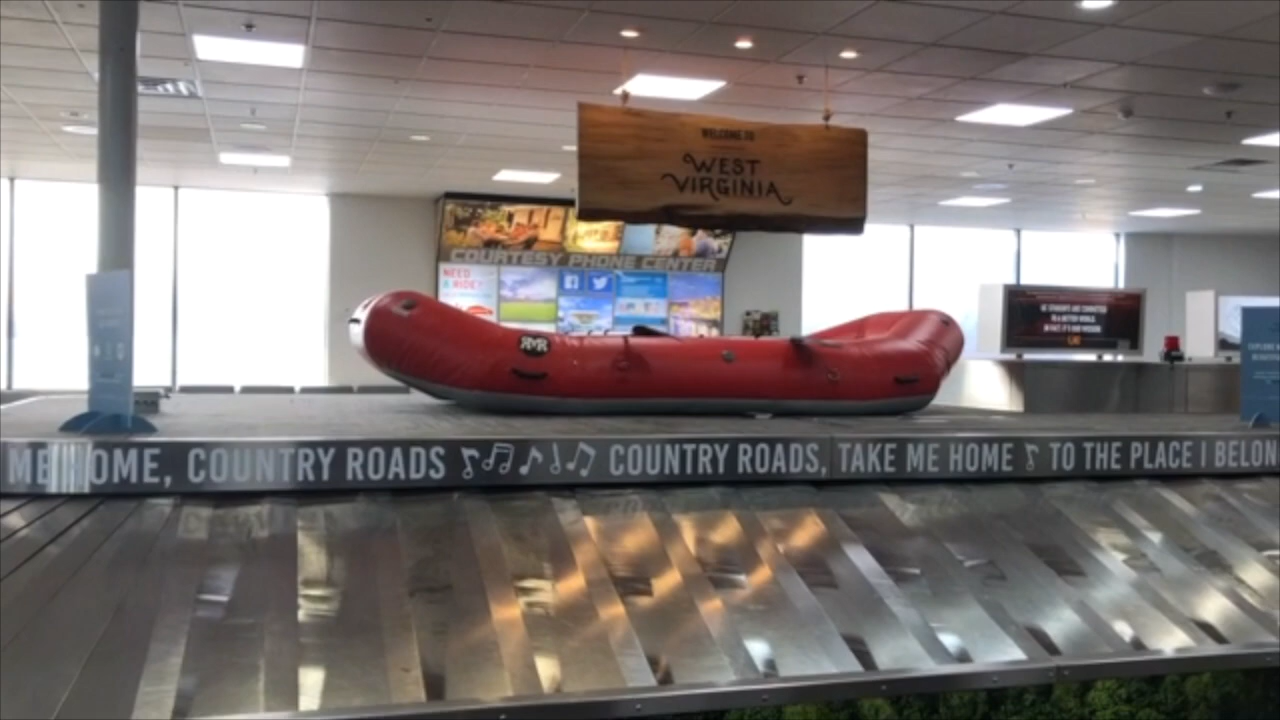 WELCOME TO
WEST
VIRGINIA
COURTESY PHONE CENTER
NEED
A RIDE?
RMR
ME HOME, COUNTRY ROADS COUNTRY ROADS, TAKE ME HOME TO THE PLACE I BELON